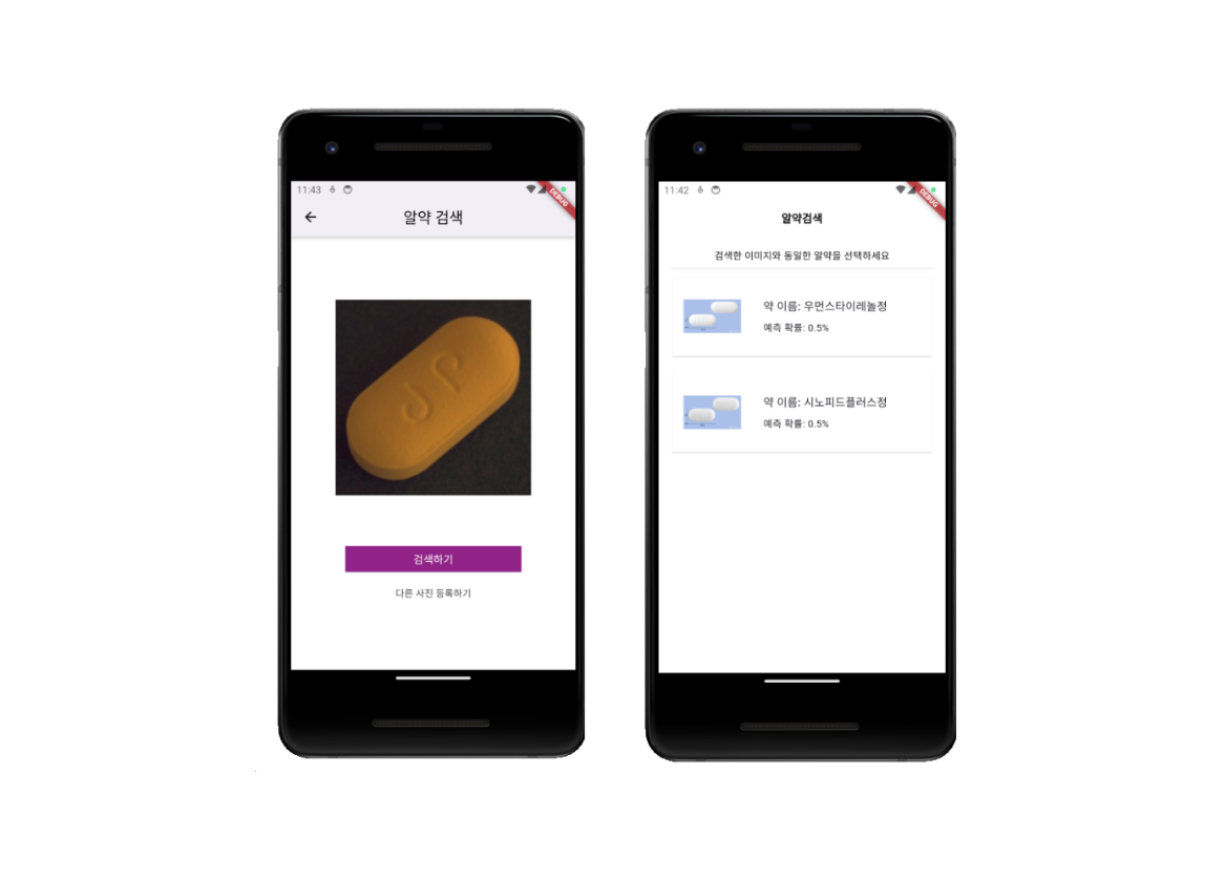 11:43
DEBUG
알약 검색
JP
검색하기
다른 사진 등록하기
11:42
DEBUG
알약검색
검색한 이미지와 동일한 알약을 선택하세요
약 이름: 우먼스타이레놀정
예측 확률: 0.5%
약 이름: 시노피드플러스정
예측 확률: 0.5%